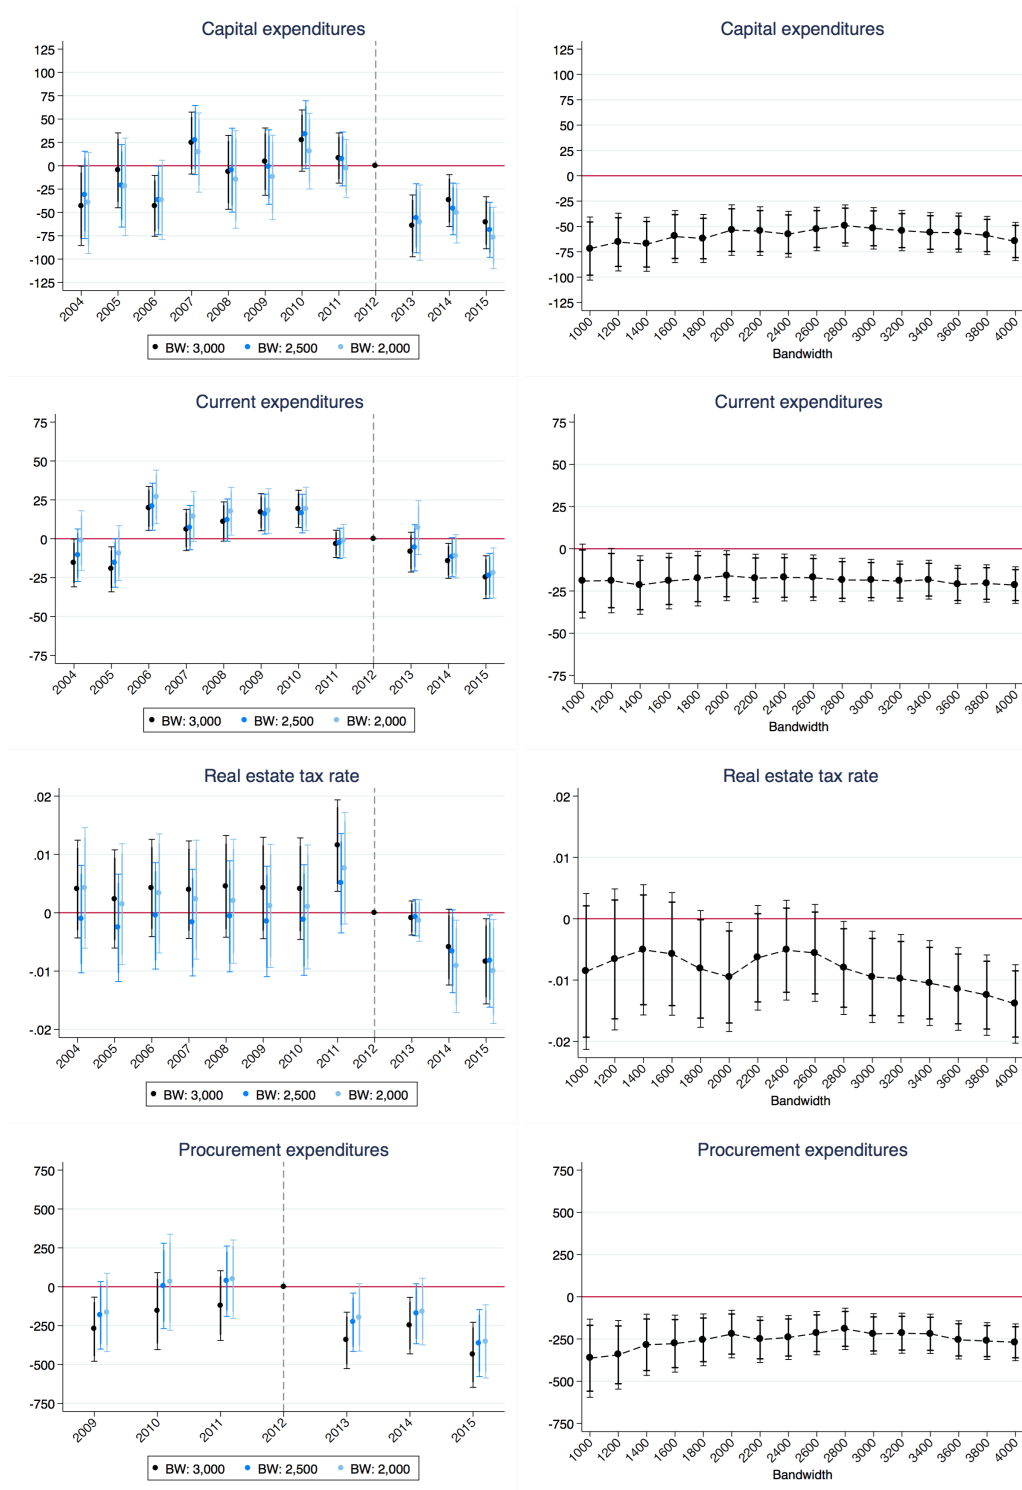 Capital expenditures
125
100
75
50
25
0
-25
-50
-75
-100
-125
2004 2005 2006 2007 2008 2009 2010 2011 2012 2013 2014 2015
BW: 3,000 BW: 2,500 BW: 2,000
Capital expenditures
125
100
75
50
25
0
-25
-50
-75
-100
-125
1000 1200 1400 1600 1800 2000 2200 2400 2600 2800 3000 3200 3400 3600 3800 4000
Bandwidth
Current expenditures
75
50
25
0
-25
-50
-75
2004 2005 2006 2007 2008 2009 2010 2011 2012 2013 2014 2015
BW: 3,000 BW: 2,500 BW: 2,000
Current expenditures
75
50
25
0
-25
-50
-75
1000 1200 1400 1600 1800 2000 2200 2400 2600 2800 3000 3200 3400 3600 3800 4000
Bandwidth
Real estate tax rate
.02
.01
0
-.01
-.02
2004 2005 2006 2007 2008 2009 2010 2011 2012 2013 2014 2015
BW: 3,000 BW: 2,500 BW: 2,000
Real estate tax rate
.02
.01
0
-.01
-.02
1000 1200 1400 1600 1800 2000 2200 2400 2600 2800 3000 3200 3400 3600 3800 4000
Bandwidth
Procurement expenditures
750
500
250
0
-250
-500
-750
2009 2010 2011 2012 2013 2014 2015
BW: 3,000 BW: 2,500 BW: 2,000
Procurement expenditures
750
500
250
0
-250
-500
-750
1000 1200 1400 1600 1800 2000 2200 2400 2600 2800 3000 3200 3400 3600 3800 4000
Bandwidth